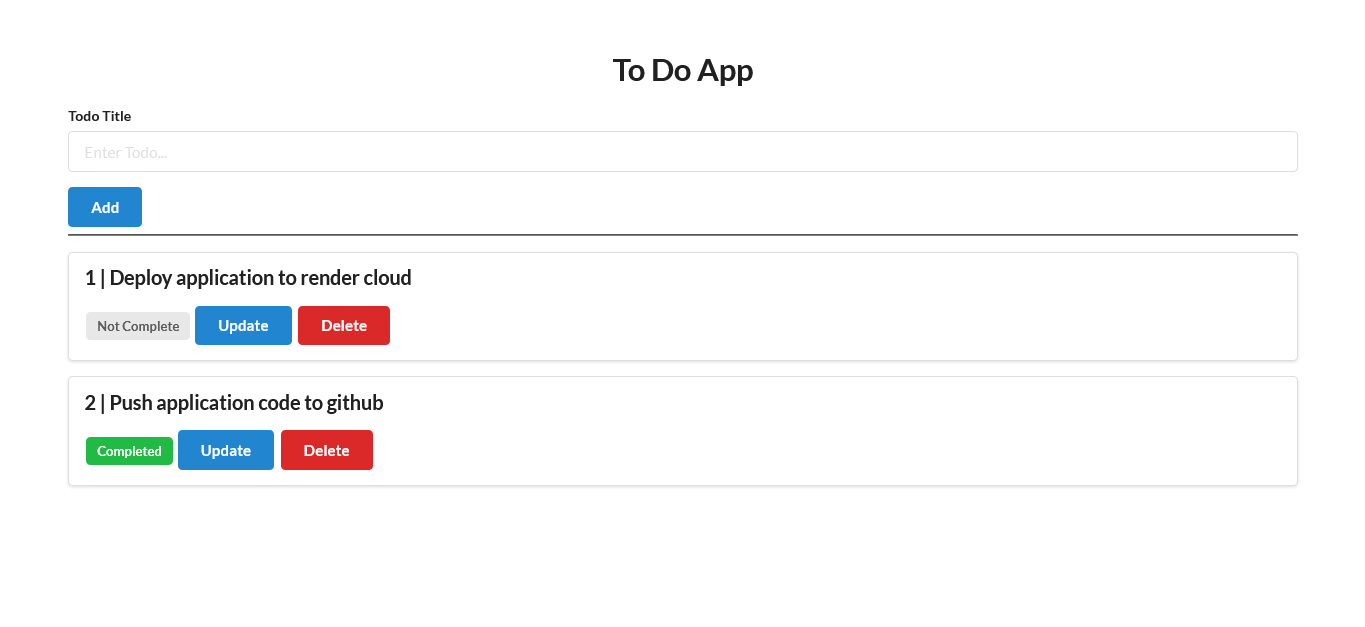 To Do App
Todo Title
Enter Todo...
Add
1 | Deploy application to render cloud
Not Complete Update Delete
2 | Push application code to github
Completed Update Delete